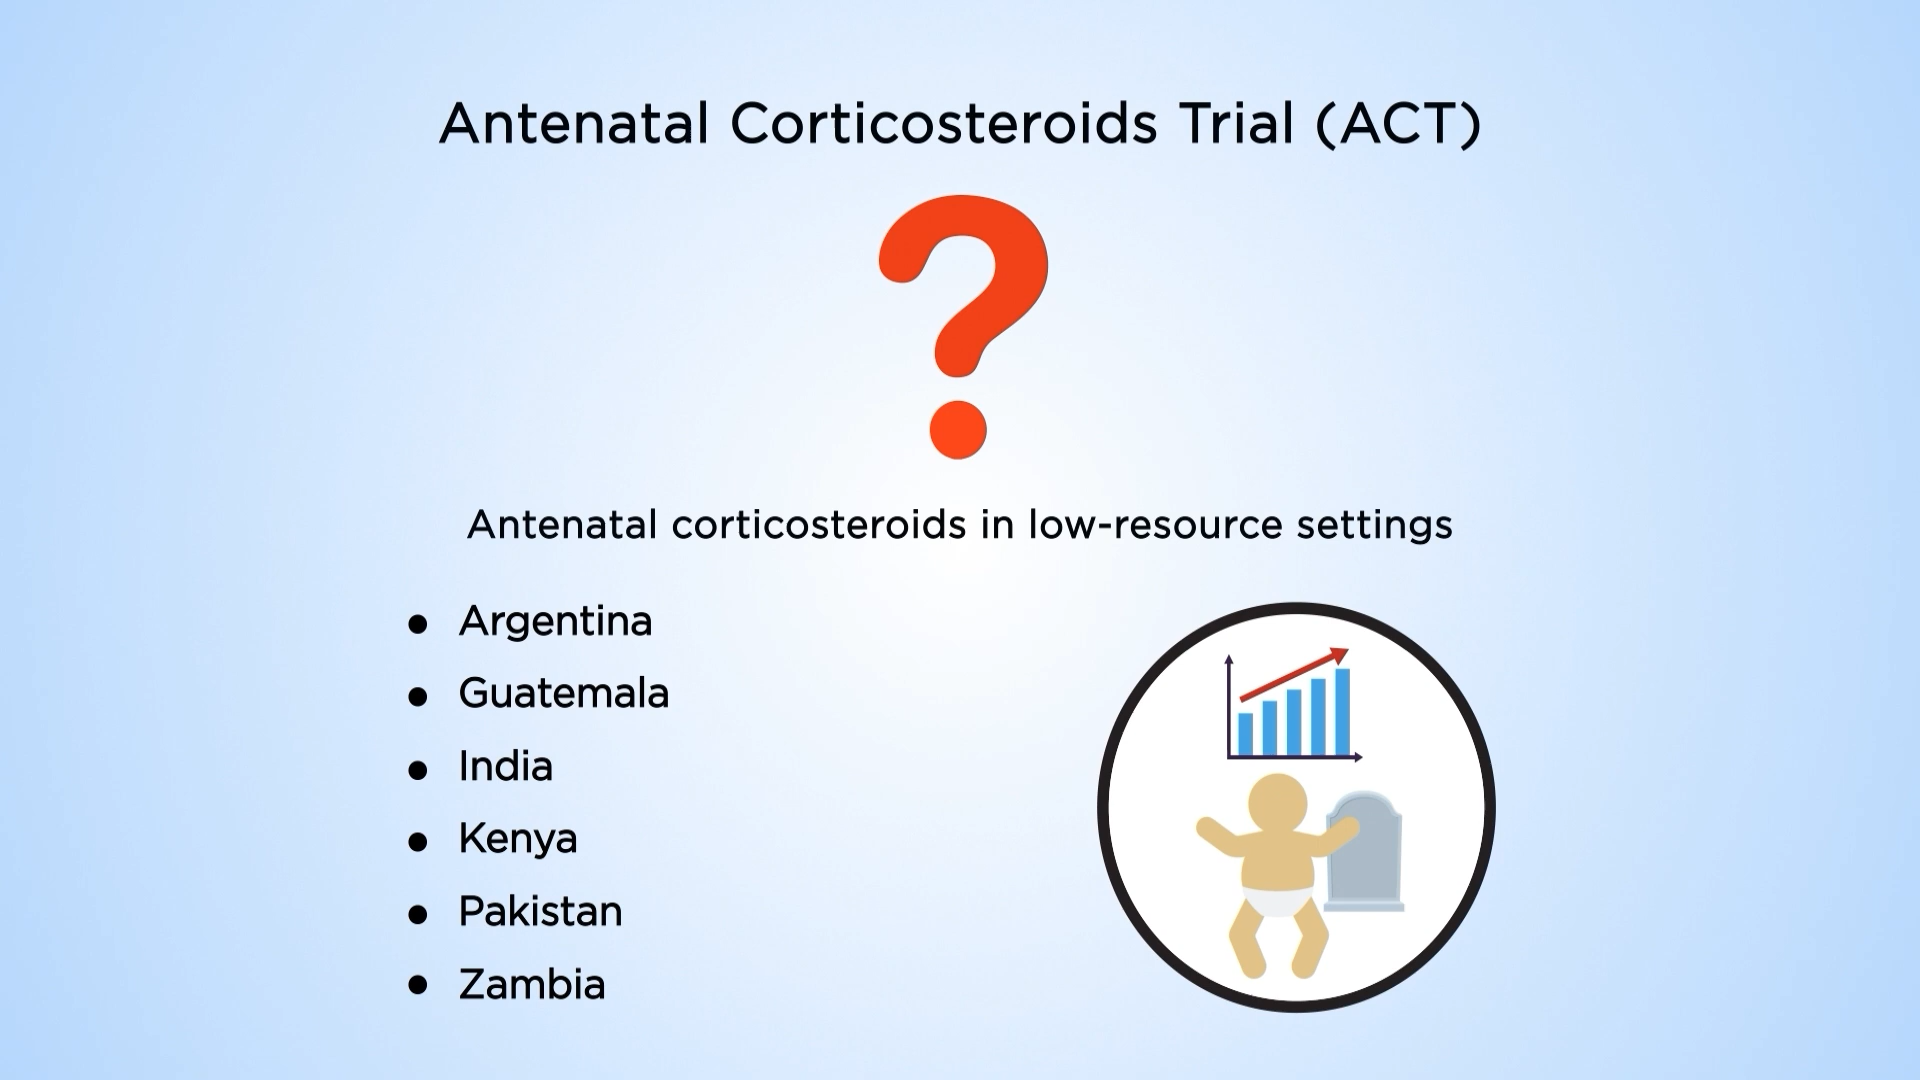 Antenatal Corticosteroids Trial (ACT)
?
Antenatal corticosteroids in low-resource settings
● Argentina
● Guatemala
● India
● Kenya
● Pakistan
● Zambia